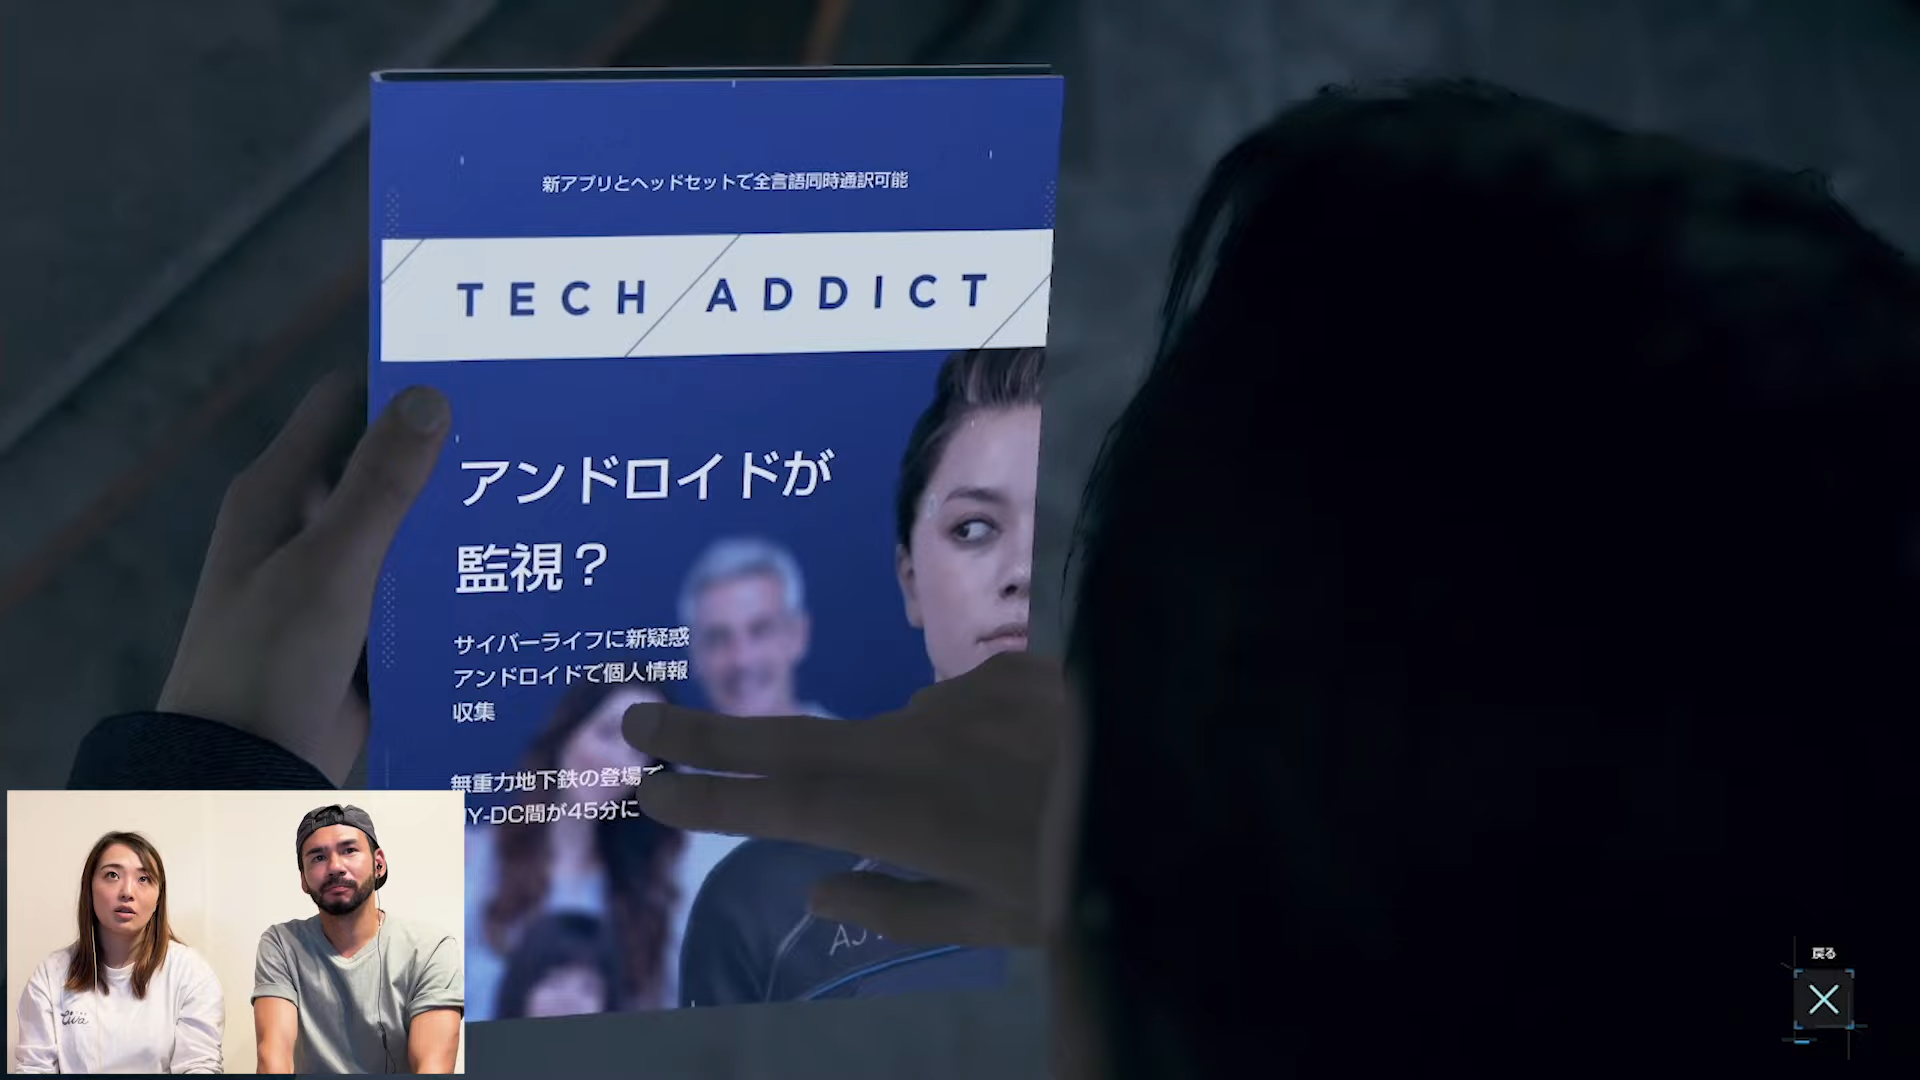 新アプリとヘッドセットで全言語同時通訳可能
TECH ADDICT
アンドロイドが
監視？
サイバーライフに新疑惑
アンドロイドで個人情報
収集
無重力地下鉄の登場で
NY-DC間が45分に
戻る